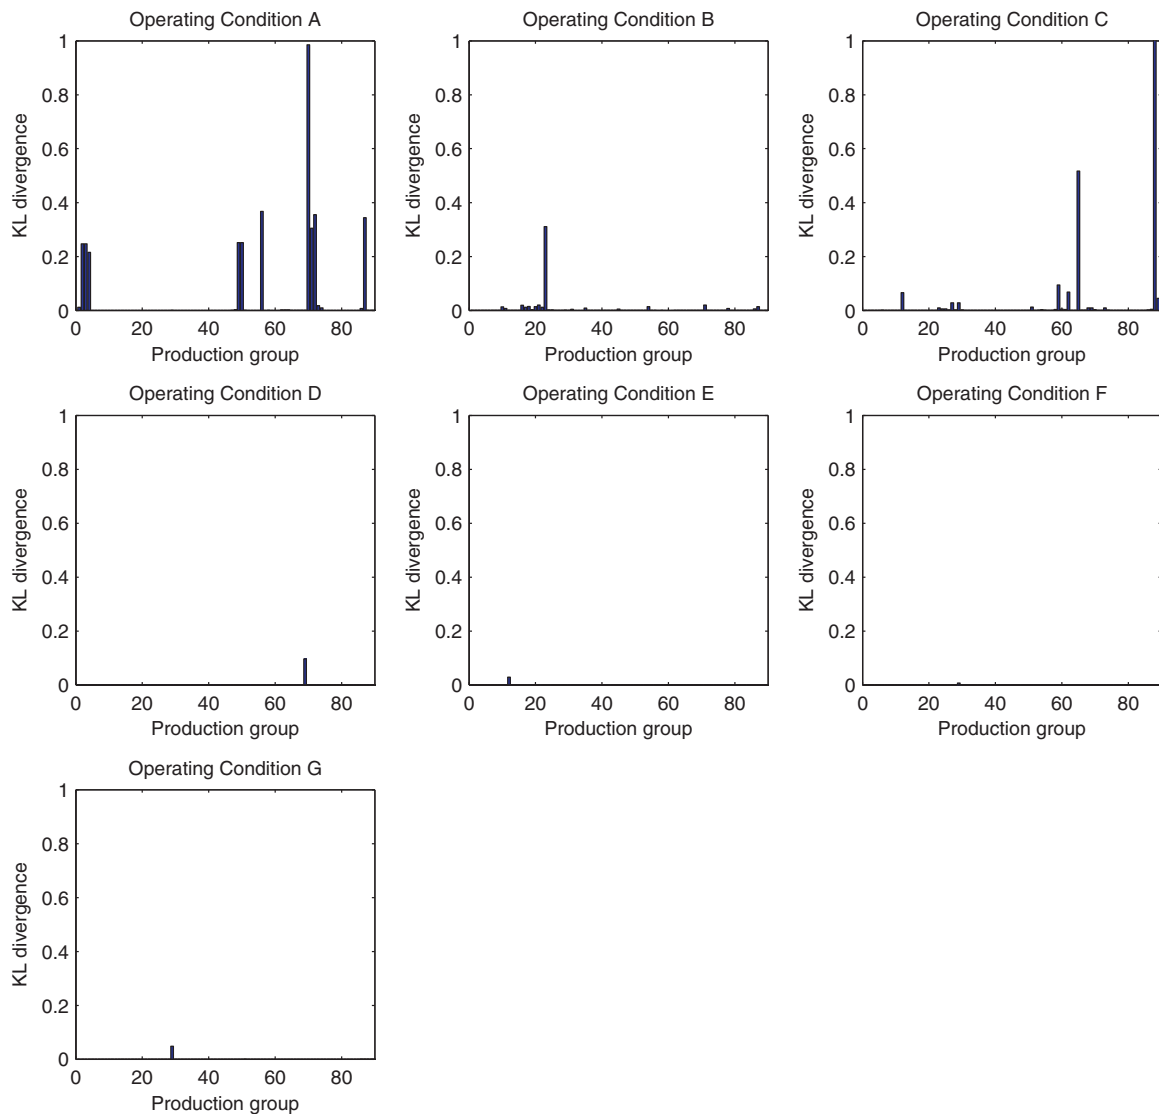 Operating Condition A
1
0.8
0.6
0.4
0.2
0
0 20 40 60 80
KL divergence
Production group
Operating Condition B
1
0.8
0.6
0.4
0.2
0
0 20 40 60 80
KL divergence
Production group
Operating Condition C
1
0.8
0.6
0.4
0.2
0
0 20 40 60 80
KL divergence
Production group
Operating Condition D
1
0.8
0.6
0.4
0.2
0
0 20 40 60 80
KL divergence
Production group
Operating Condition E
1
0.8
0.6
0.4
0.2
0
0 20 40 60 80
KL divergence
Production group
Operating Condition F
1
0.8
0.6
0.4
0.2
0
0 20 40 60 80
KL divergence
Production group
Operating Condition G
1
0.8
0.6
0.4
0.2
0
0 20 40 60 80
KL divergence
Production group